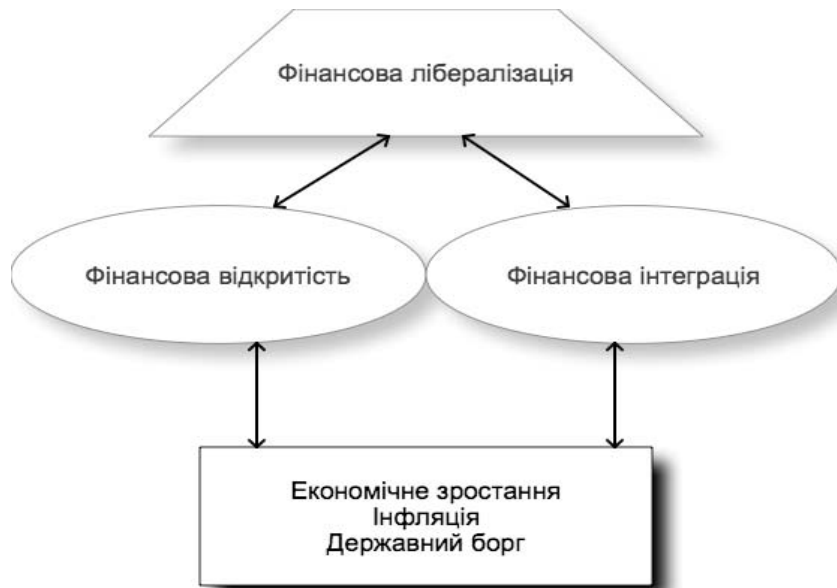 Фінансова лібералізація
Фінансова відкритість
Фінансова інтеграція
Економічне зростання
Інфляція
Державний борг